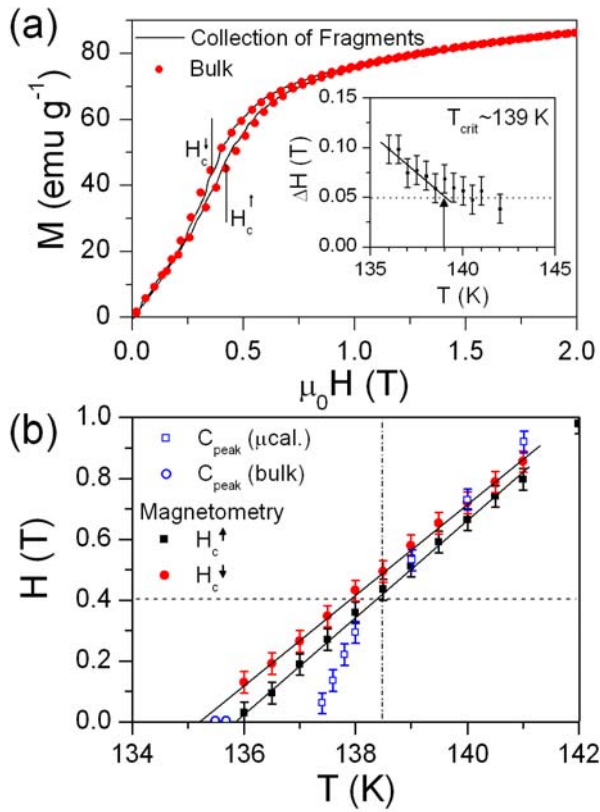 (a)
Collection of Fragments
Bulk
M (emu g⁻¹)
80
60
40
20
0
H_c↓
H_c↑
T_crit~139 K
ΔH (T)
0.15
0.10
0.05
0.00
135 140 145
T (K)
0.0 0.5 1.0 1.5 2.0
μ₀H (T)
(b)
C_peak (μcal.)
C_peak (bulk)
Magnetometry
H_c↑
H_c↓
H (T)
1.0
0.8
0.6
0.4
0.2
0.0
134 136 138 140 142
T (K)